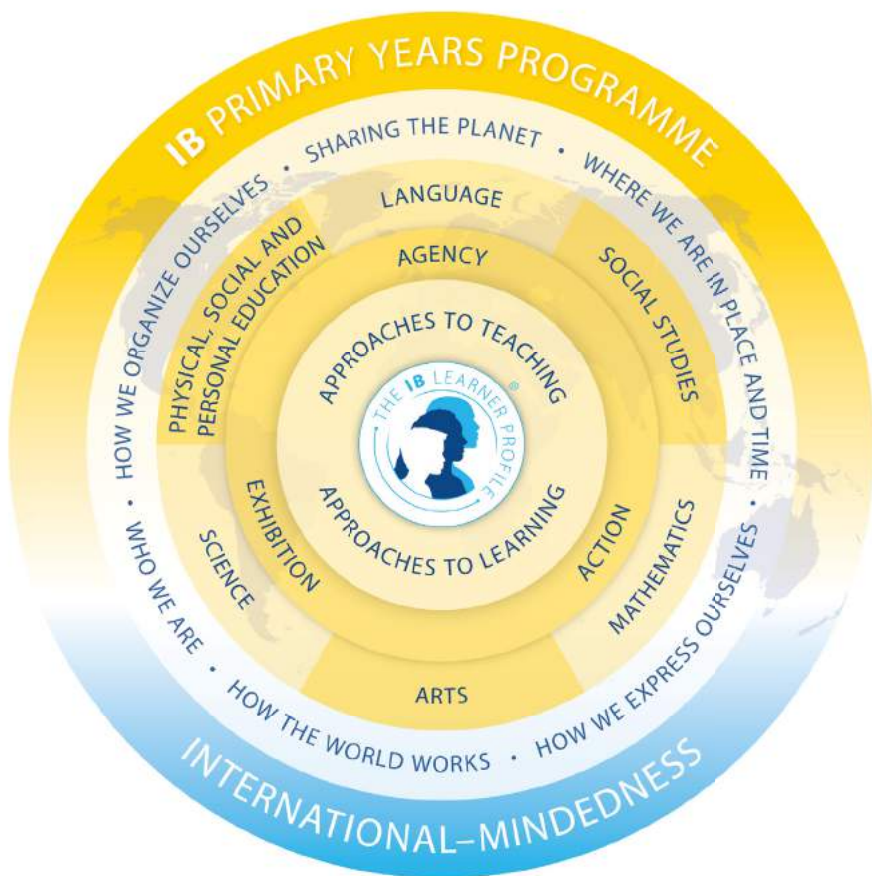 IB PRIMARY YEARS PROGRAMME
SHARING THE PLANET •
WHERE WE ARE IN PLACE AND TIME •
HOW WE EXPRESS OURSELVES •
HOW THE WORLD WORKS •
WHO WE ARE •
HOW WE ORGANIZE OURSELVES •
LANGUAGE
SOCIAL STUDIES
MATHEMATICS
ARTS
SCIENCE
PHYSICAL, SOCIAL AND
PERSONAL EDUCATION
AGENCY
ACTION
EXHIBITION
APPROACHES TO TEACHING
APPROACHES TO LEARNING
THE IB LEARNER PROFILE ®
INTERNATIONAL–MINDEDNESS